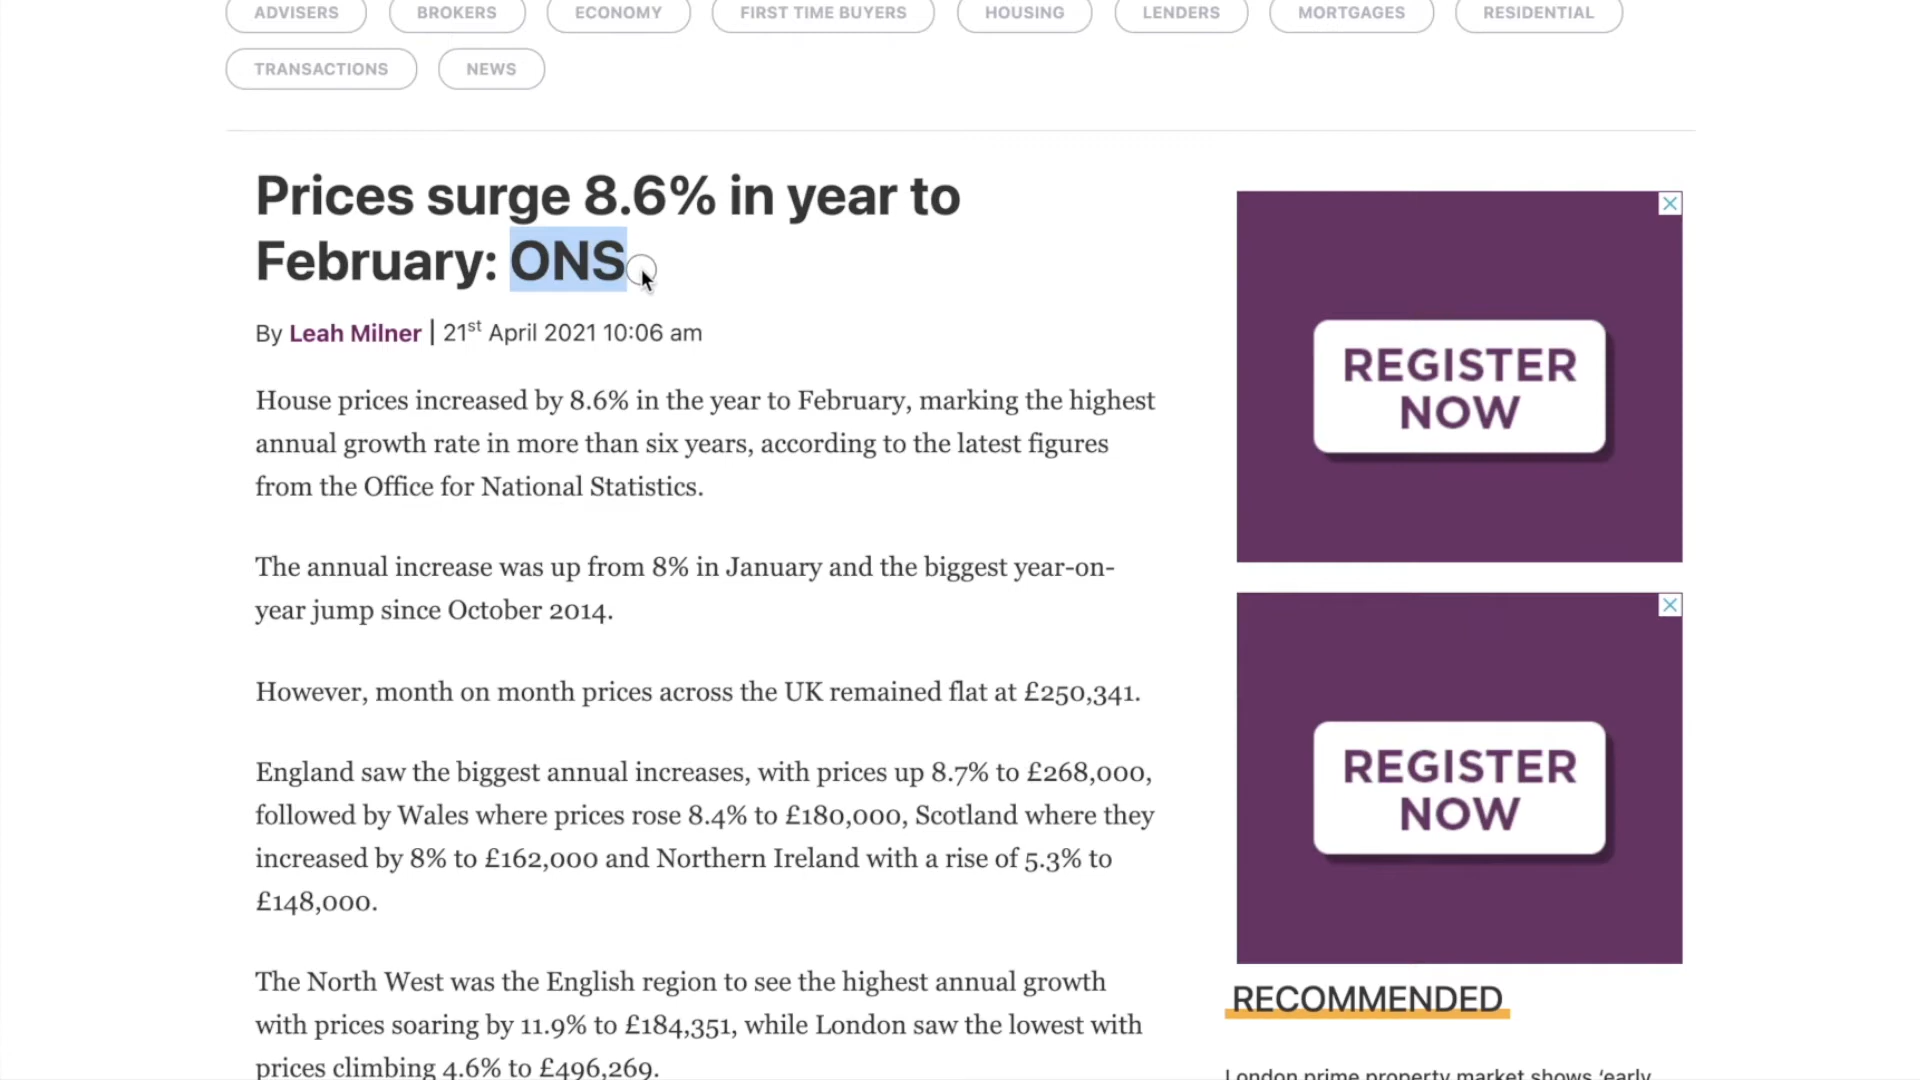 ADVISERS BROKERS ECONOMY FIRST TIME BUYERS HOUSING LENDERS MORTGAGES RESIDENTIAL
TRANSACTIONS NEWS
Prices surge 8.6% in year to
February: ONS
By Leah Milner | 21st April 2021 10:06 am
House prices increased by 8.6% in the year to February, marking the highest
annual growth rate in more than six years, according to the latest figures
from the Office for National Statistics.
The annual increase was up from 8% in January and the biggest year-on-
year jump since October 2014.
However, month on month prices across the UK remained flat at £250,341.
England saw the biggest annual increases, with prices up 8.7% to £268,000,
followed by Wales where prices rose 8.4% to £180,000, Scotland where they
increased by 8% to £162,000 and Northern Ireland with a rise of 5.3% to
£148,000.
The North West was the English region to see the highest annual growth
with prices soaring by 11.9% to £184,351, while London saw the lowest with
prices climbing 4.6% to £496,269.
REGISTER
NOW
REGISTER
NOW
RECOMMENDED
London prime property market shows ‘early